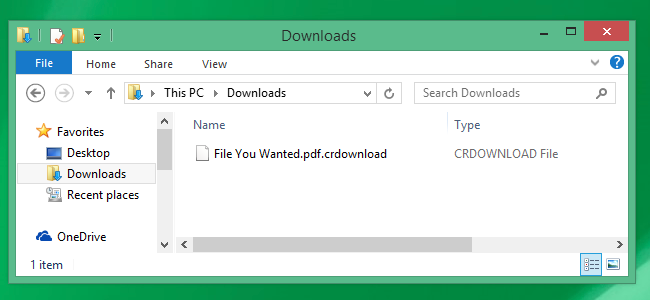 Downloads
File Home Share View
This PC Downloads Search Downloads
Favorites
Desktop
Downloads
Recent places
OneDrive
Name Type
File You Wanted.pdf.crdownload CRDOWNLOAD File
1 item